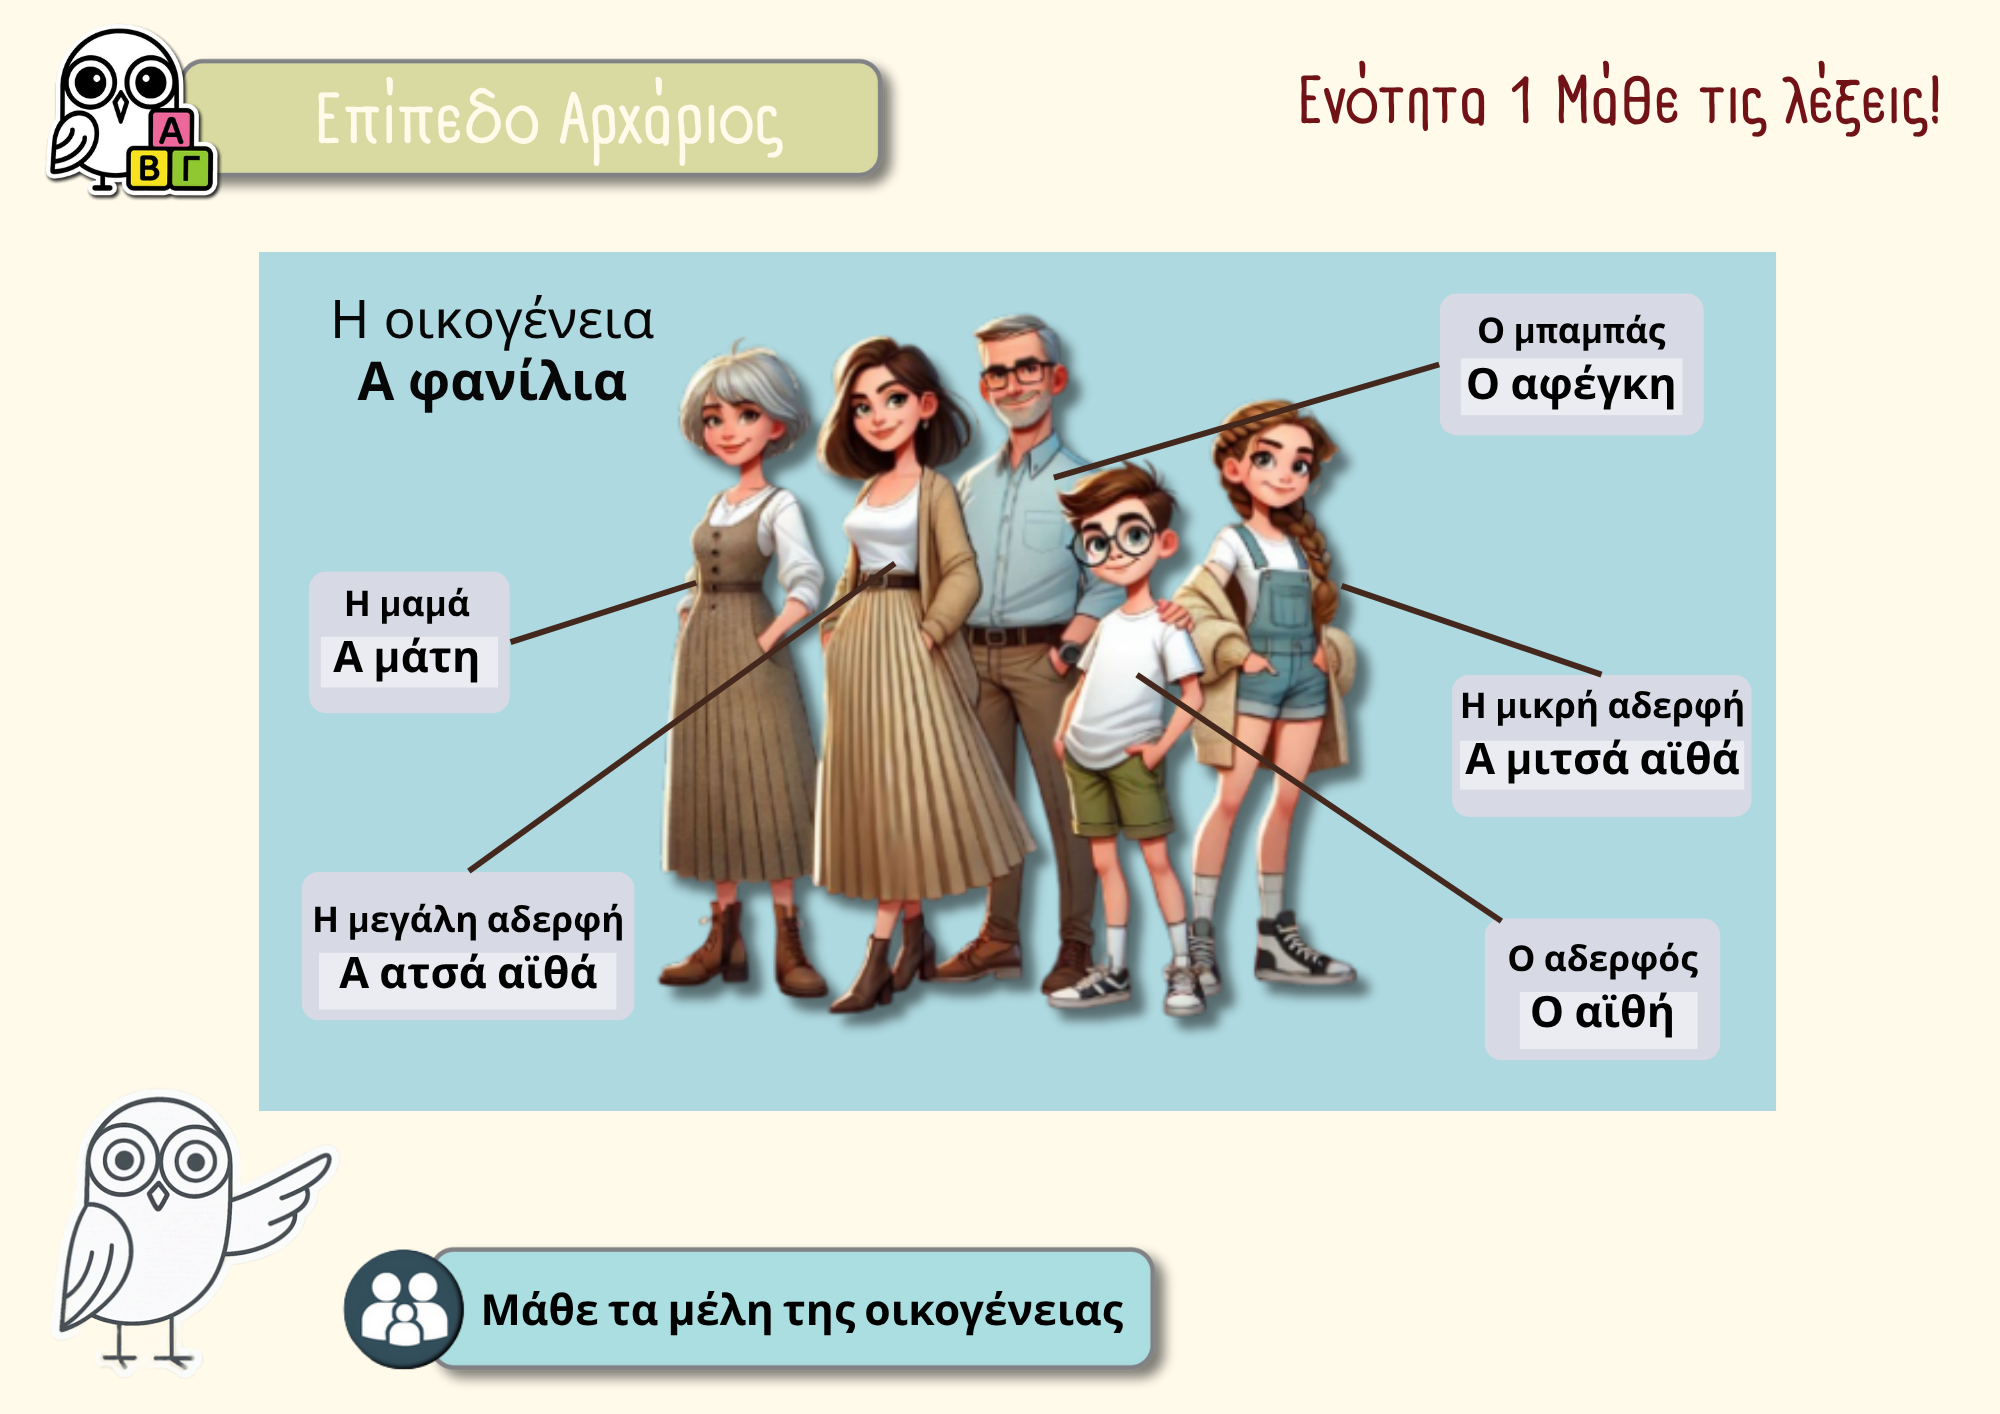 Επίπεδο Αρχάριος
Ενότητα 1 Μάθε τις λέξεις!
Α
Β Γ
Η οικογένεια
Α φανίλια
Ο μπαμπάς
Ο αφέγκη
Η μαμά
Α μάτη
Η μικρή αδερφή
Α μιτσά αϊθά
Η μεγάλη αδερφή
Α ατσά αϊθά
Ο αδερφός
Ο αϊθή
Μάθε τα μέλη της οικογένειας